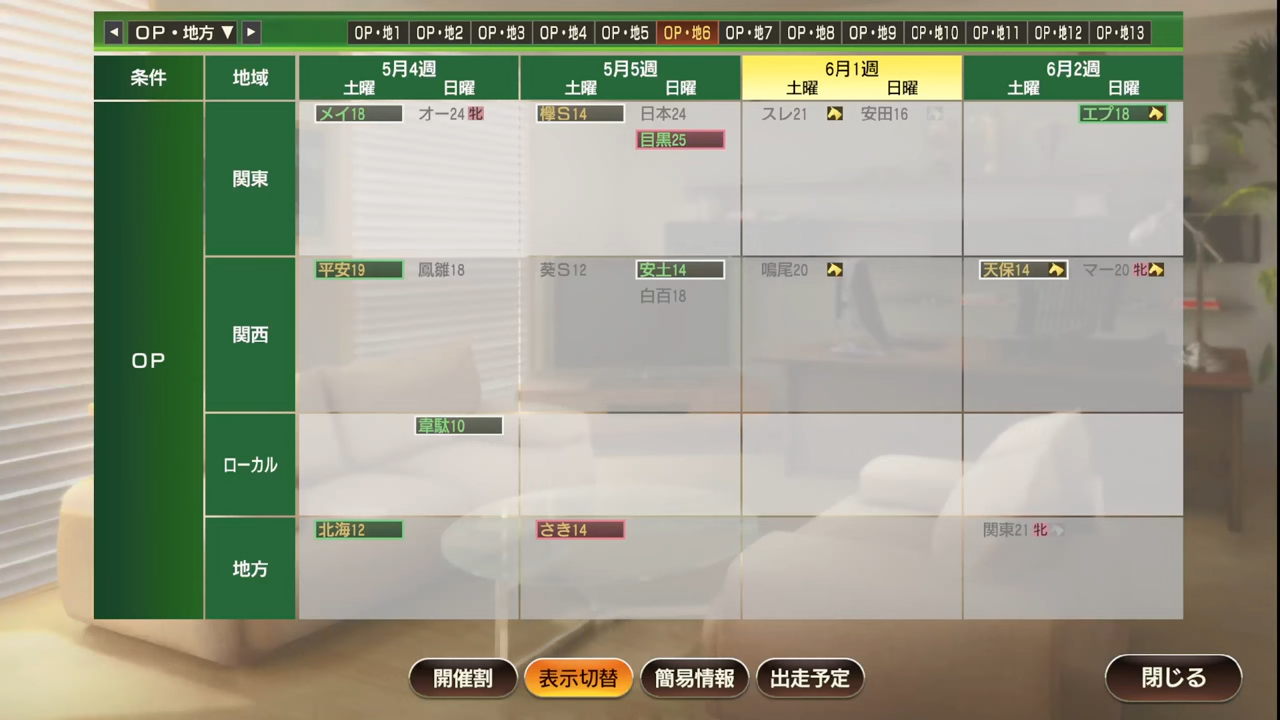 ◀ OP・地方▼ ▶ OP・地1 OP・地2 OP・地3 OP・地4 OP・地5 OP・地6 OP・地7 OP・地8 OP・地9 OP・地10 OP・地11 OP・地12 OP・地13
条件 地域 5月4週 5月5週 6月1週 6月2週
土曜 日曜 土曜 日曜 土曜 日曜 土曜 日曜
OP
関東
メイ18 オー24 牝 欅S14 日本24 スレ21 安田16 エプ18
目黒25
関西
平安19 鳳雛18 葵S12 安土14 鳴尾20 天保14 マー20 牝
白百18
ローカル
韋駄10
地方
北海12 さき14 関東21 牝
開催割 表示切替 簡易情報 出走予定 閉じる